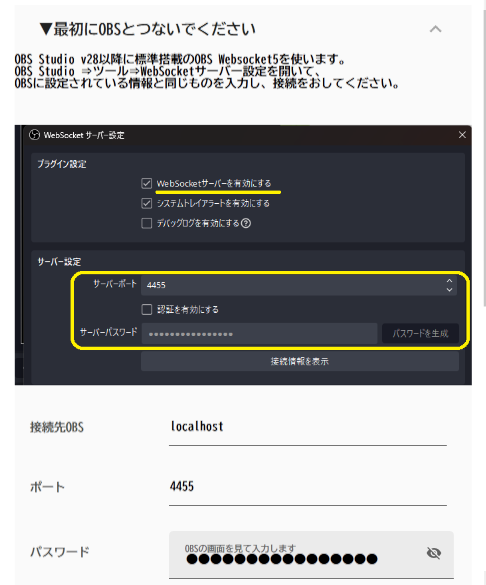 ▼最初にOBSとつないでください
OBS Studio v28以降に標準搭載のOBS Websocket5を使います。
OBS Studio ⇒ツール⇒WebSocketサーバー設定を開いて、
OBSに設定されている情報と同じものを入力し、接続をおしてください。
WebSocket サーバー設定
プラグイン設定
WebSocketサーバーを有効にする
システムトレイアラートを有効にする
デバッグログを有効にする
サーバー設定
サーバーポート 4455
認証を有効にする
サーバーパスワード ●●●●●●●●●●●●●●●● パスワードを生成
接続情報を表示
接続先OBS localhost
ポート 4455
パスワード OBSの画面を見て入力します
●●●●●●●●●●●●●●●●